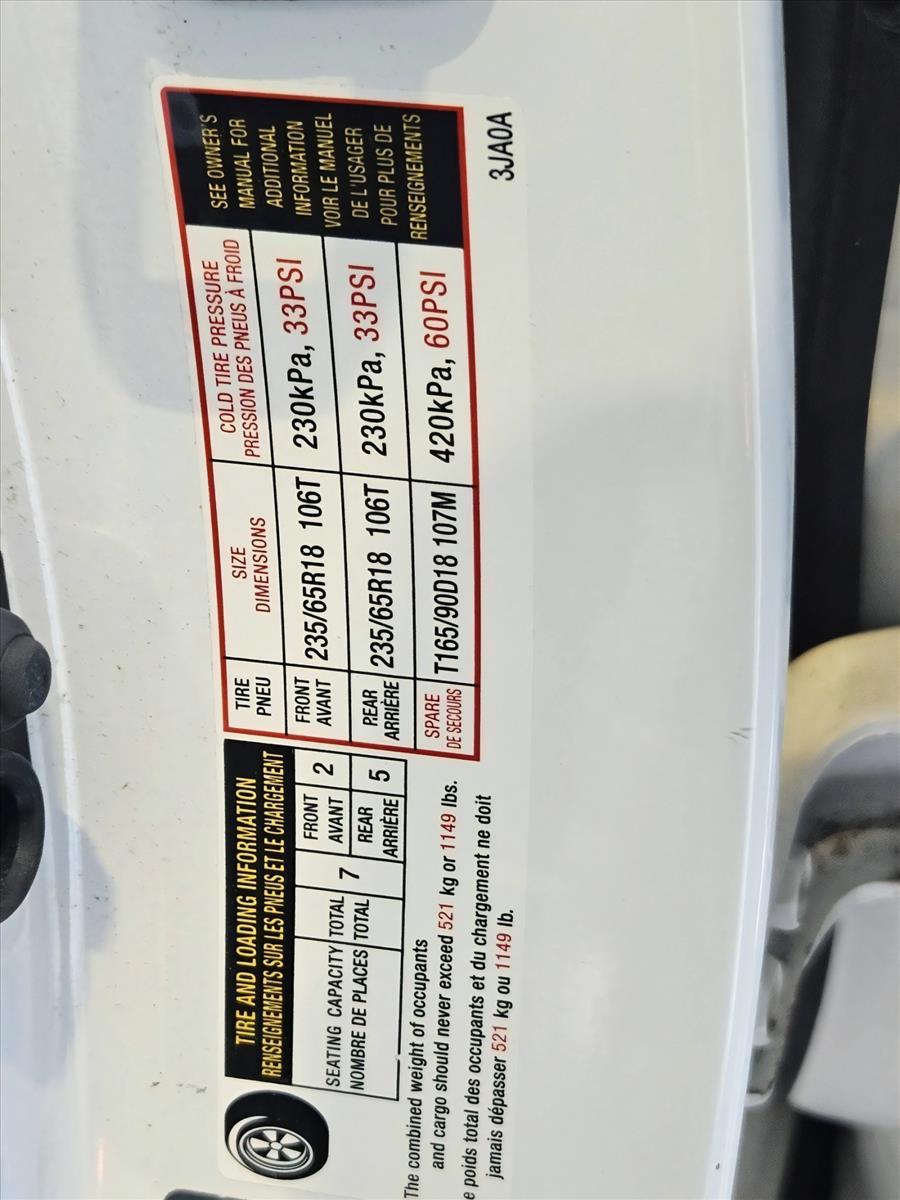 TIRE AND LOADING INFORMATION
RENSEIGNEMENTS SUR LES PNEUS ET LE CHARGEMENT
SEATING CAPACITY TOTAL 7 FRONT 2
NOMBRE DE PLACES TOTAL AVANT
REAR 5
ARRIÈRE
The combined weight of occupants
and cargo should never exceed 521 kg or 1149 lbs.
e poids total des occupants et du chargement ne doit
jamais dépasser 521 kg ou 1149 lb.
TIRE SIZE COLD TIRE PRESSURE
PNEU DIMENSIONS PRESSION DES PNEUS À FROID
FRONT 235/65R18 106T 230kPa, 33PSI
AVANT
REAR 235/65R18 106T 230kPa, 33PSI
ARRIÈRE
SPARE T165/90D18 107M 420kPa, 60PSI
DE SECOURS
SEE OWNER'S
MANUAL FOR
ADDITIONAL
INFORMATION
VOIR LE MANUEL
DE L'USAGER
POUR PLUS DE
RENSEIGNEMENTS
3JA0A